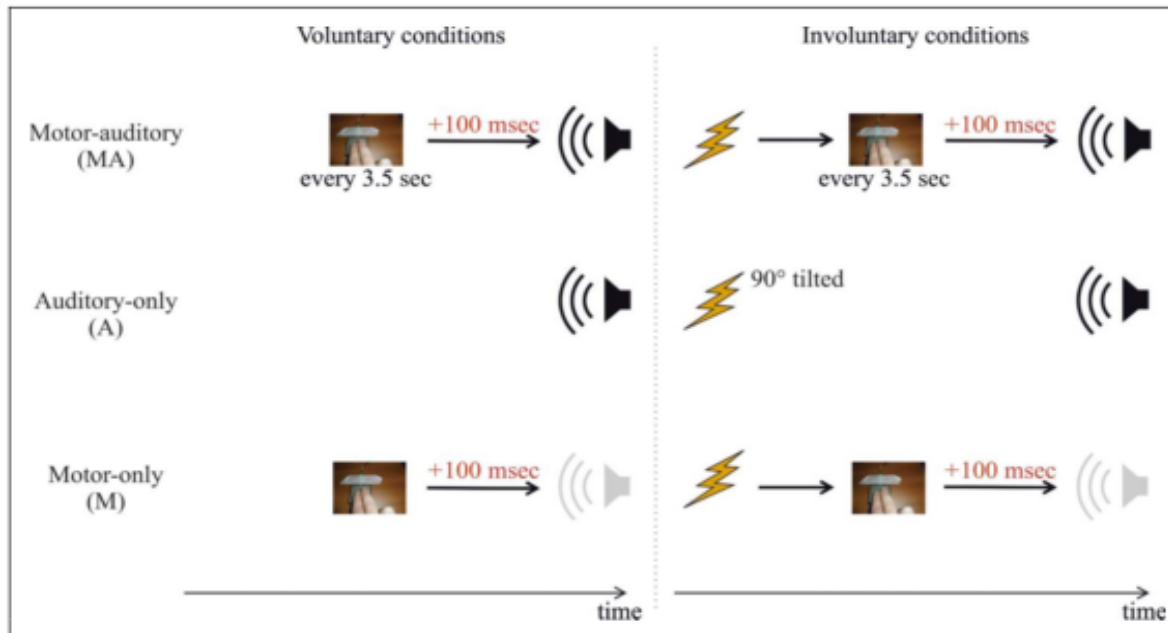 Voluntary conditions
Involuntary conditions
Motor-auditory
(MA)
+100 msec
every 3.5 sec
+100 msec
every 3.5 sec
Auditory-only
(A)
90° tilted
Motor-only
(M)
+100 msec
+100 msec
time
time